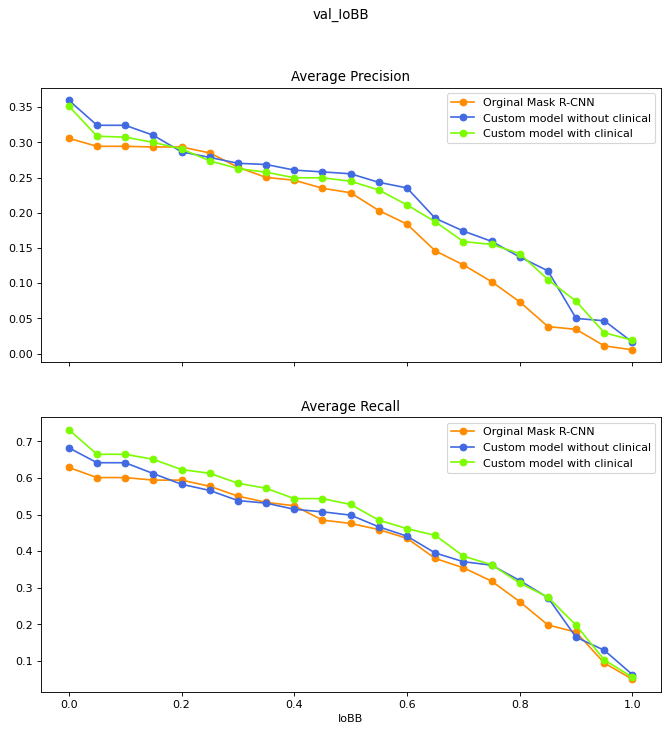 val_IoBB
Average Precision
Orginal Mask R-CNN
Custom model without clinical
Custom model with clinical
0.35
0.30
0.25
0.20
0.15
0.10
0.05
0.00
Average Recall
Orginal Mask R-CNN
Custom model without clinical
Custom model with clinical
0.7
0.6
0.5
0.4
0.3
0.2
0.1
0.0 0.2 0.4 0.6 0.8 1.0
IoBB